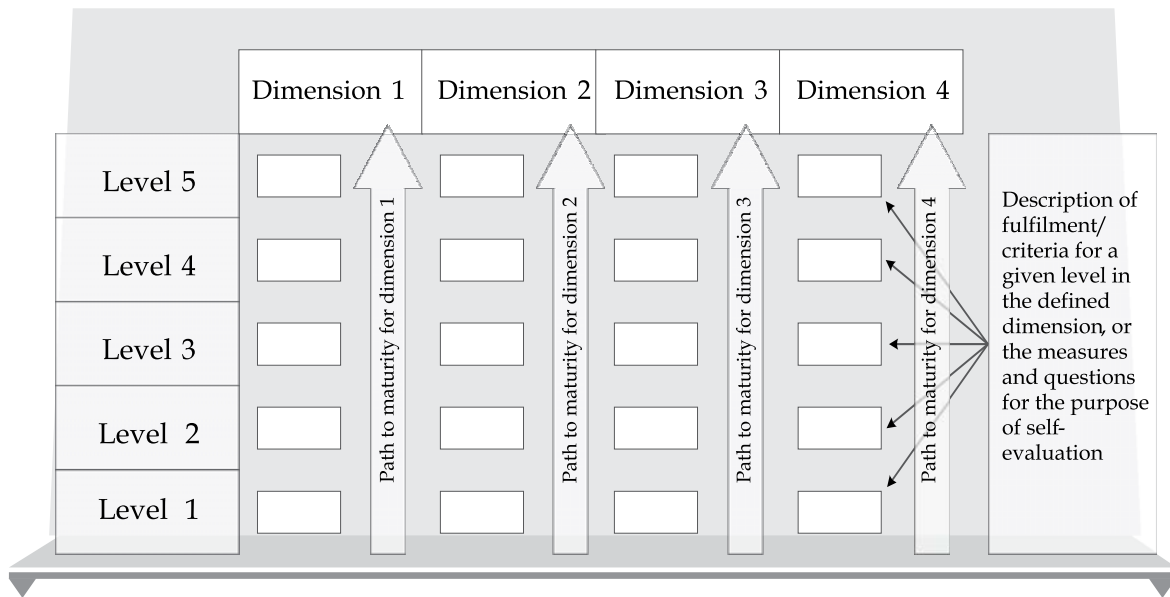 Dimension 1
Dimension 2
Dimension 3
Dimension 4
Level 5
Level 4
Level 3
Level 2
Level 1
Path to maturity for dimension 1
Path to maturity for dimension 2
Path to maturity for dimension 3
Path to maturity for dimension 4
Description of
fulfilment/
criteria for a
given level in
the defined
dimension, or
the measures
and questions
for the purpose
of self-
evaluation